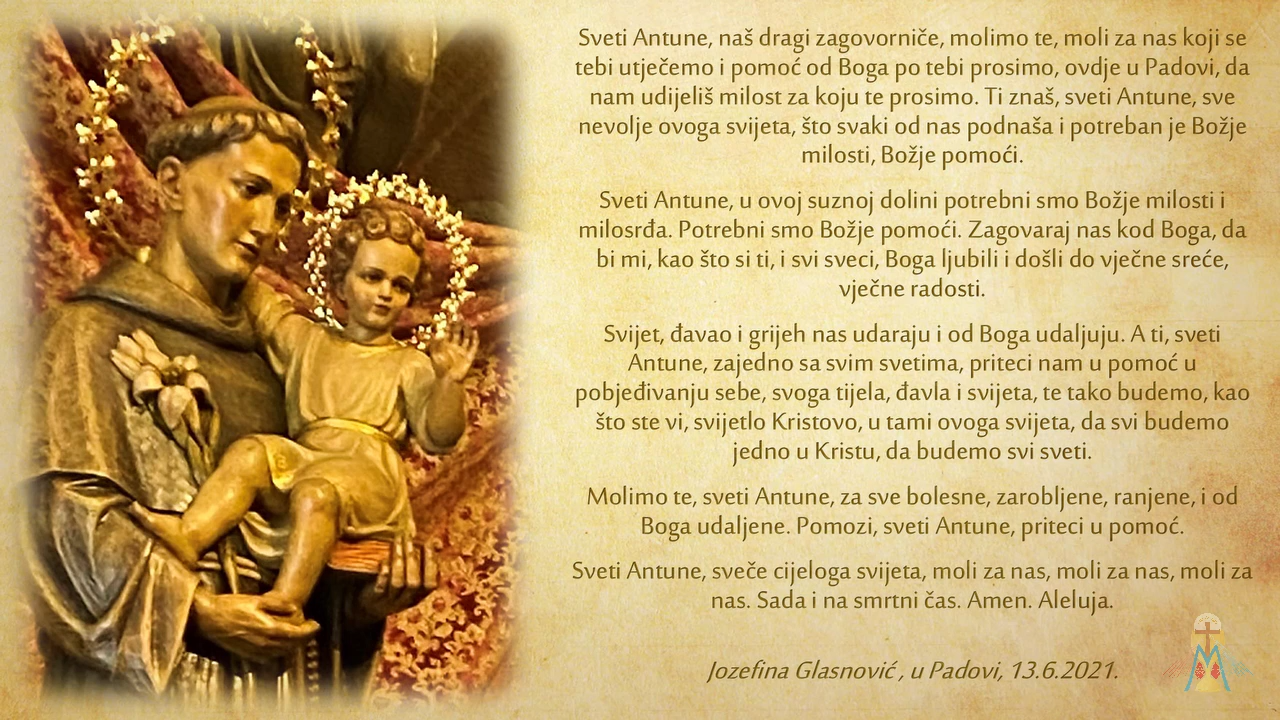 Sveti Antune, naš dragi zagovorniče, molimo te, moli za nas koji se
tebi utječemo i pomoć od Boga po tebi prosimo, ovdje u Padovi, da
nam udijeliš milost za koju te prosimo. Ti znaš, sveti Antune, sve
nevolje ovoga svijeta, što svaki od nas podnaša i potreban je Božje
milosti, Božje pomoći.
Sveti Antune, u ovoj suznoj dolini potrebni smo Božje milosti i
milosrđa. Potrebni smo Božje pomoći. Zagovaraj nas kod Boga, da
bi mi, kao što si ti, i svi sveci, Boga ljubili i došli do vječne sreće,
vječne radosti.
Svijet, đavao i grijeh nas udaraju i od Boga udaljuju. A ti, sveti
Antune, zajedno sa svim svetima, priteci nam u pomoć u
pobjeđivanju sebe, svoga tijela, đavla i svijeta, te tako budemo, kao
što ste vi, svijetlo Kristovo, u tami ovoga svijeta, da svi budemo
jedno u Kristu, da budemo svi sveti.
Molimo te, sveti Antune, za sve bolesne, zarobljene, ranjene, i od
Boga udaljene. Pomozi, sveti Antune, priteci u pomoć.
Sveti Antune, sveče cijeloga svijeta, moli za nas, moli za nas, moli za
nas. Sada i na smrtni čas. Amen. Aleluja.
Jozefina Glasnović , u Padovi, 13.6.2021.